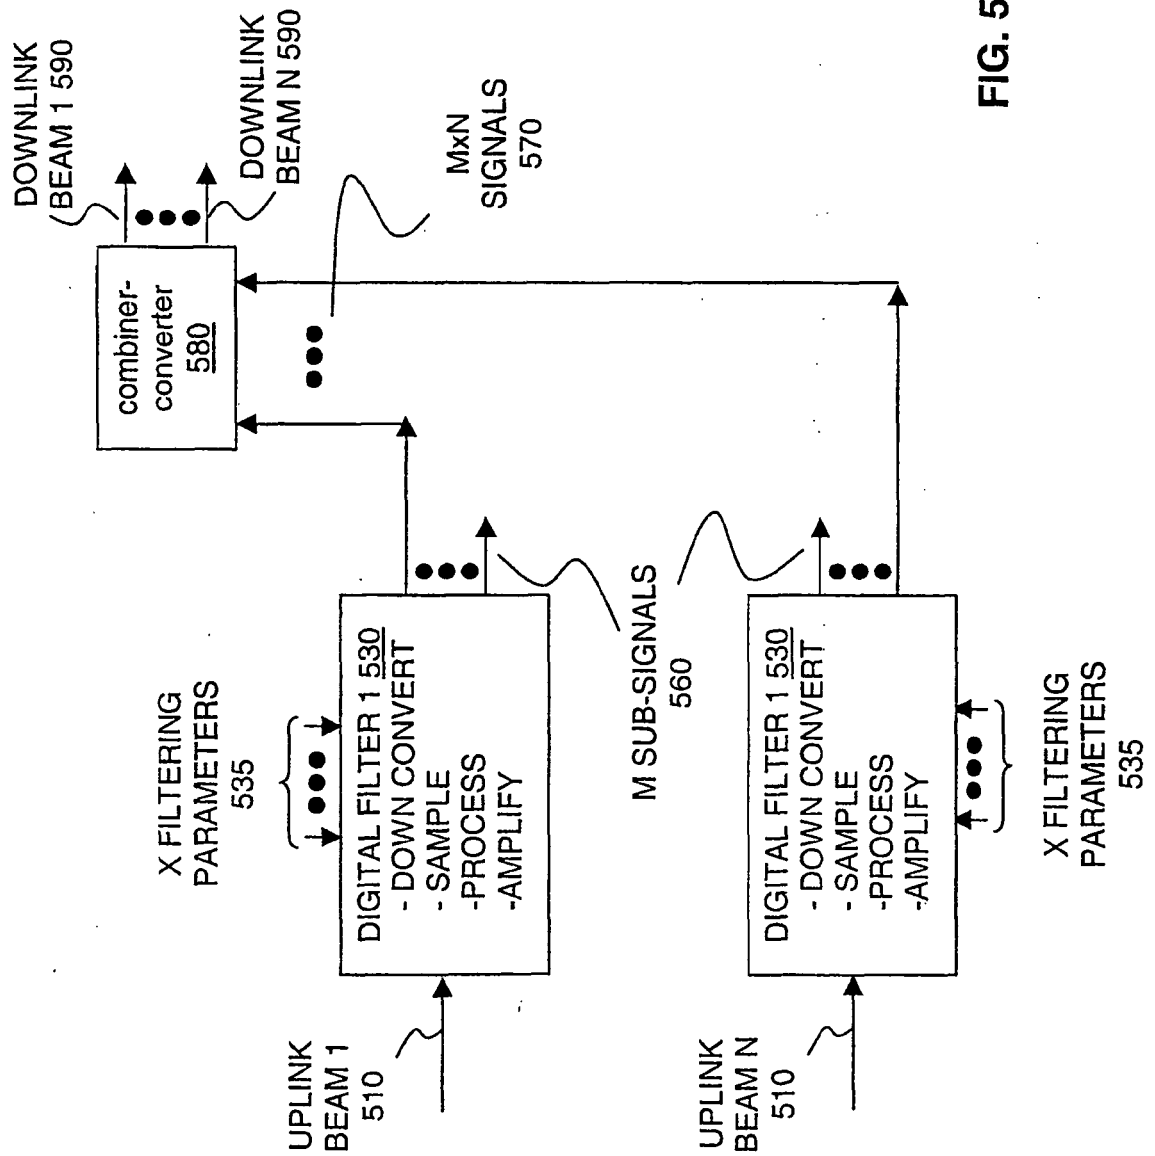 DOWNLINK
BEAM 1 590
DOWNLINK
BEAM N 590
combiner-
converter
580
MxN
SIGNALS
570
X FILTERING
PARAMETERS
535
UPLINK
BEAM 1
510
DIGITAL FILTER 1 530
- DOWN CONVERT
- SAMPLE
-PROCESS
-AMPLIFY
M SUB-SIGNALS
560
UPLINK
BEAM N
510
DIGITAL FILTER 1 530
- DOWN CONVERT
- SAMPLE
-PROCESS
-AMPLIFY
X FILTERING
PARAMETERS
535
FIG. 5